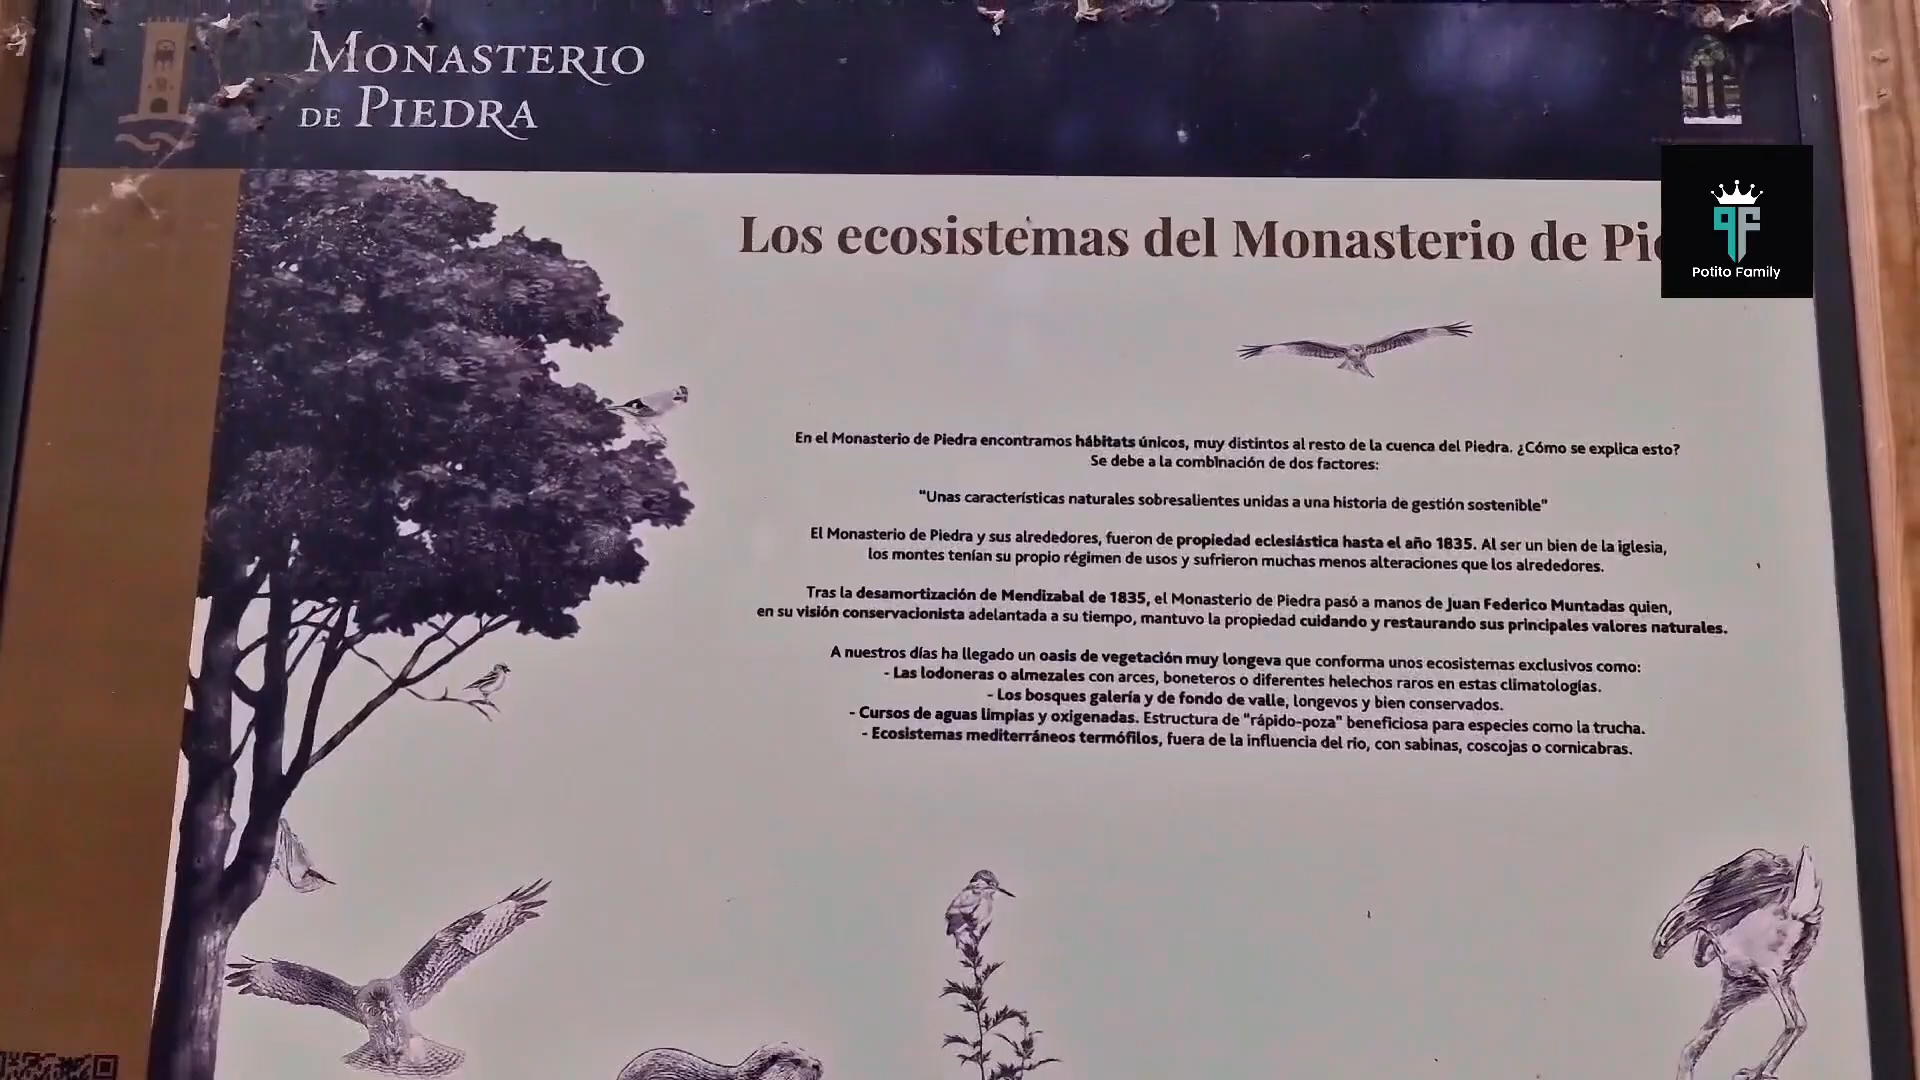 MONASTERIO
DE PIEDRA
Los ecosistemas del Monasterio de
PF
Potito Family
En el Monasterio de Piedra encontramos hábitats únicos, muy distintos al resto de la cuenca del Piedra. ¿Cómo se explica esto?
Se debe a la combinación de dos factores:
"Unas características naturales sobresalientes unidas a una historia de gestión sostenible"
El Monasterio de Piedra y sus alrededores, fueron de propiedad eclesiástica hasta el año 1835. Al ser un bien de la iglesia,
los montes tenían su propio régimen de usos y sufrieron muchas menos alteraciones que los alrededores.
Tras la desamortización de Mendizabal de 1835, el Monasterio de Piedra pasó a manos de Juan Federico Muntadas quien,
en su visión conservacionista adelantada a su tiempo, mantuvo la propiedad cuidando y restaurando sus principales valores naturales.
A nuestros días ha llegado un oasis de vegetación muy longeva que conforma unos ecosistemas exclusivos como:
- Las lodoneras o almezales con arces, boneteros o diferentes helechos raros en estas climatologías.
- Los bosques galería y de fondo de valle, longevos y bien conservados.
- Cursos de aguas limpias y oxigenadas. Estructura de "rápido-poza" beneficiosa para especies como la trucha.
- Ecosistemas mediterráneos termófilos, fuera de la influencia del río, con sabinas, coscojas o cornicabras.